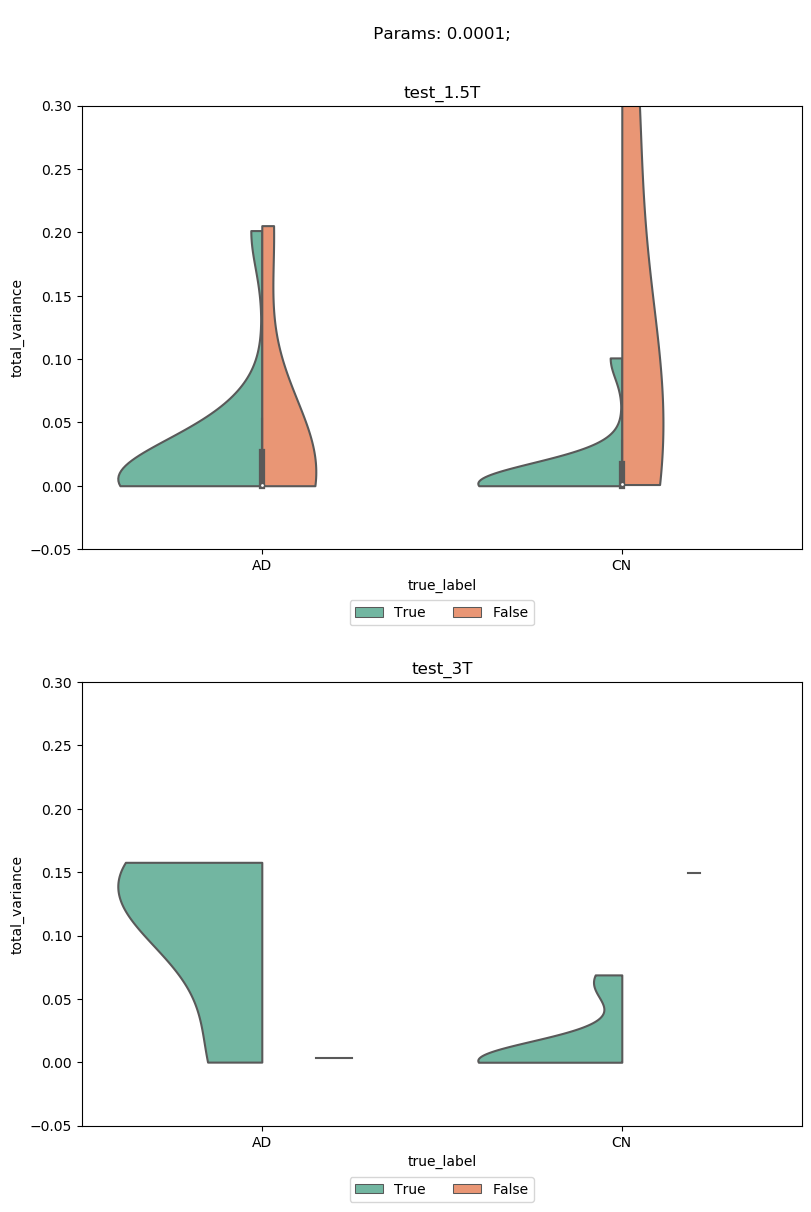 Params: 0.0001;
test_1.5T
0.30
0.25
0.20
0.15
0.10
0.05
0.00
−0.05
total_variance
AD
CN
true_label
True
False
test_3T
0.30
0.25
0.20
0.15
0.10
0.05
0.00
−0.05
total_variance
AD
CN
true_label
True
False